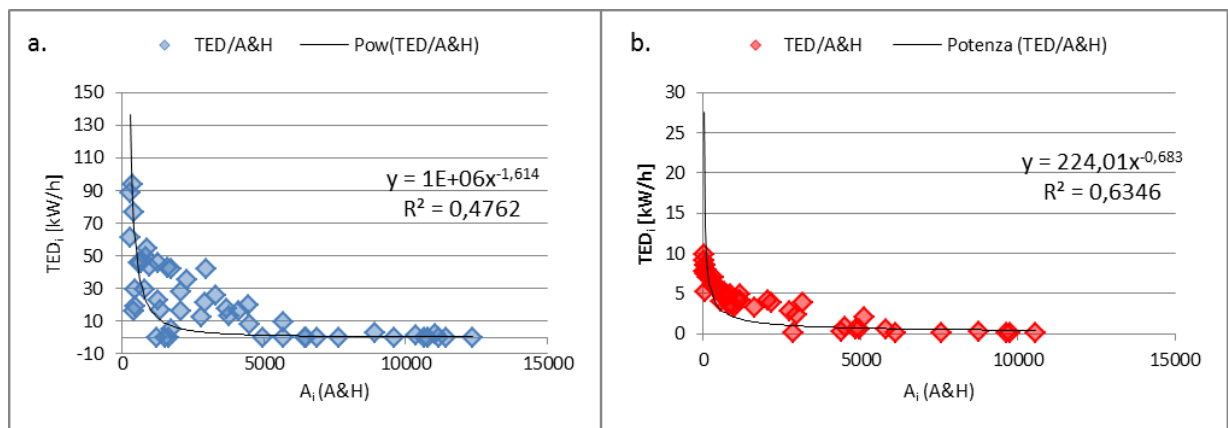 a.
TED/A&H
Pow(TED/A&H)
TEDᵢ [kW/h]
150
130
110
90
70
50
30
10
-10
y = 1E+06x⁻¹,⁶¹⁴
R² = 0,4762
0
5000
10000
15000
Aᵢ (A&H)
b.
TED/A&H
Potenza (TED/A&H)
TEDᵢ [kW/h]
30
25
20
15
10
5
0
y = 224,01x⁻⁰,⁶⁸³
R² = 0,6346
0
5000
10000
15000
Aᵢ (A&H)